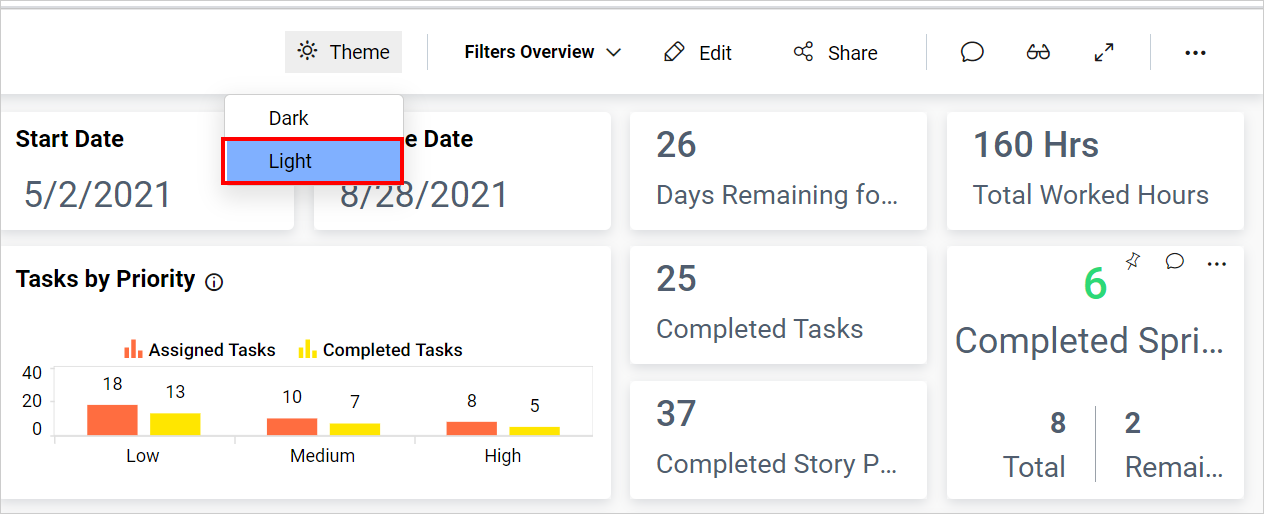 Theme
Filters Overview
Edit
Share
Dark
Light
Start Date
5/2/2021
e Date
8/28/2021
26
Days Remaining fo...
160 Hrs
Total Worked Hours
Tasks by Priority
Assigned Tasks
Completed Tasks
40
20
0
18
13
10
7
8
5
Low
Medium
High
25
Completed Tasks
37
Completed Story P...
6
Completed Spri...
8
Total
2
Remai...